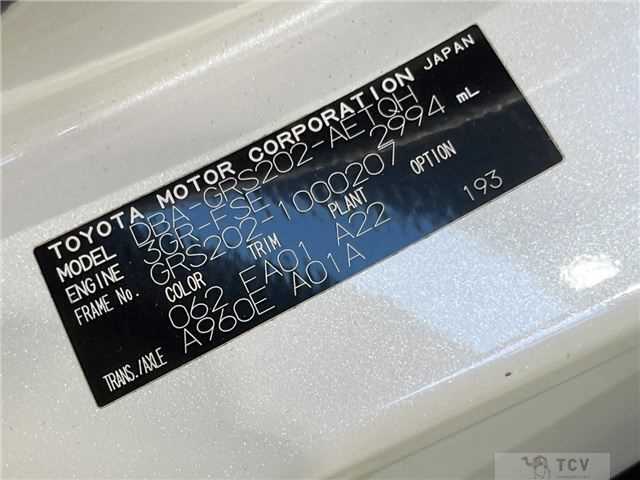 TOYOTA MOTOR CORPORATION JAPAN
MODEL DBA-GRS202-AETQH
ENGINE 3GR-FSE 2994 mL
FRAME No. GRS202-1000207
COLOR TRIM PLANT OPTION
062 FA01 A22 193
TRANS./AXLE A960E A01A
TCV